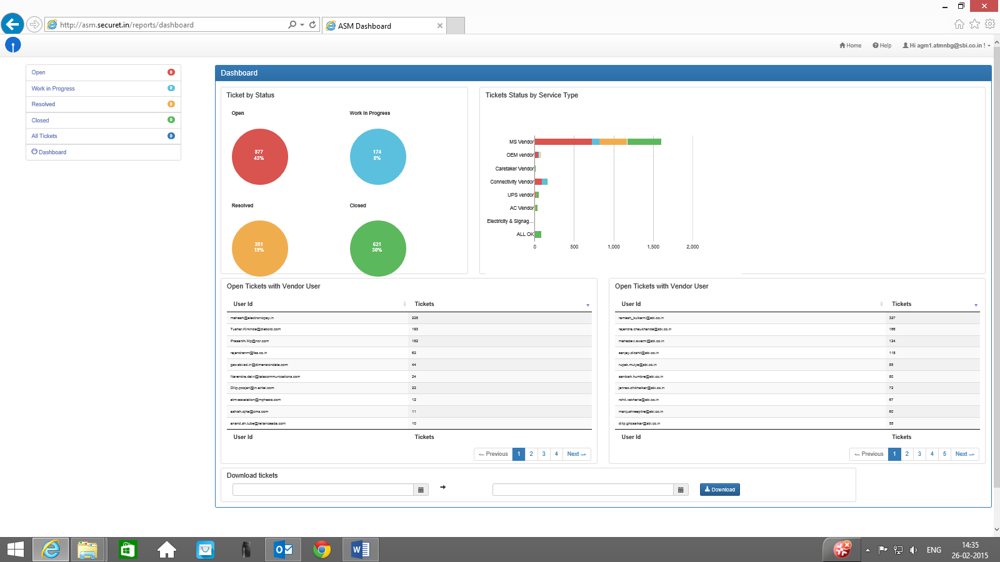 http://asm.securet.in/reports/dashboard
ASM Dashboard
Home
Help
Hi agm1.atmnbg@sbi.co.in !
Open 0
Work in Progress 0
Resolved 0
Closed 0
All Tickets 0
Dashboard
Dashboard
Ticket by Status
Open
Work In Progress
877
43%
174
8%
Resolved
Closed
381
19%
621
30%
Tickets Status by Service Type
MS Vendor
OEM vendor
Caretaker Vendor
Connectivity Vendor
UPS vendor
AC Vendor
Electricity & Signag...
ALL OK
0 500 1,000 1,500 2,000
Open Tickets with Vendor User
User Id Tickets
mahesh@electronicpay.in 225
Tushar.Kirkinde@diebold.com 193
Prasanth.Mp@ncr.com 182
rajendranm@fss.co.in 62
gsc-sbi-sd.in@dimensiondata.com 44
Narendra.dalvi@tatacommunications.com 24
Dilip.poojari@in.airtel.com 22
atm-escalation@mphasis.com 12
ashish.ojha@cms.com 11
anand.sh.tube@relianceada.com 10
User Id Tickets
← Previous 1 2 3 4 Next →
Open Tickets with Vendor User
User Id Tickets
ramesh_kulkarni@sbi.co.in 327
rajendra.chaukhande@sbi.co.in 186
mahadevi.swami@sbi.co.in 124
sanjay.dikshit@sbi.co.in 118
rupak.mulye@sbi.co.in 85
santosh.humbre@sbi.co.in 80
janrao.chikhalkar@sbi.co.in 72
rohit.vakharia@sbi.co.in 67
manjushreepitre@sbi.co.in 60
dilip.ghosalkar@sbi.co.in 55
User Id Tickets
← Previous 1 2 3 4 5 Next →
Download tickets
Download
ENG
14:35
26-02-2015